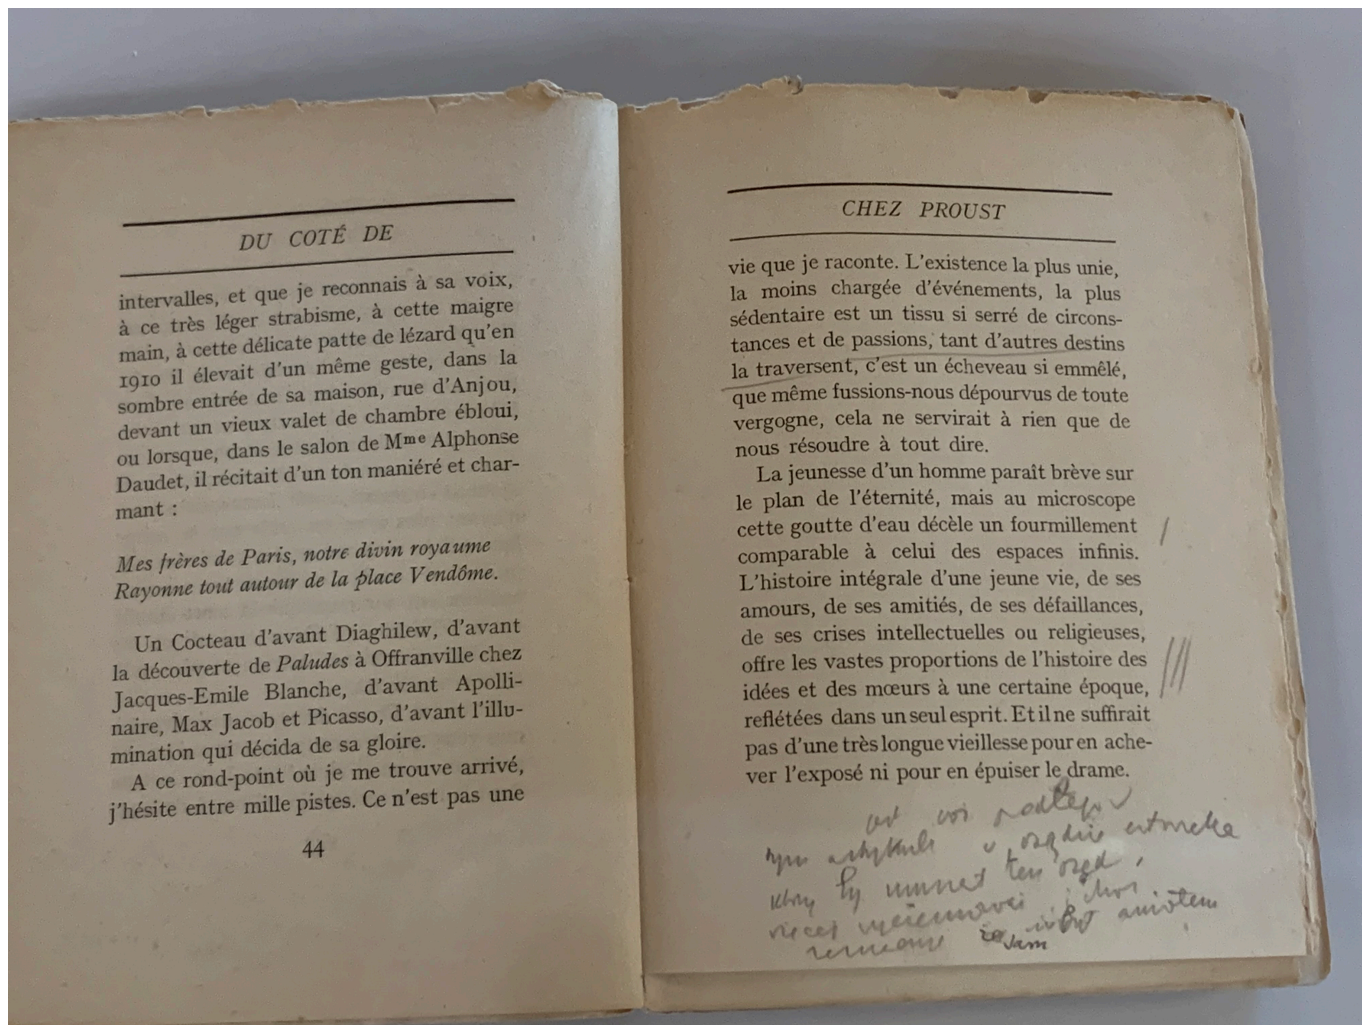 DU COTÉ DE
intervalles, et que je reconnais à sa voix,
à ce très léger strabisme, à cette maigre
main, à cette délicate patte de lézard qu'en
1910 il élevait d'un même geste, dans la
sombre entrée de sa maison, rue d'Anjou,
devant un vieux valet de chambre ébloui,
ou lorsque, dans le salon de Mme Alphonse
Daudet, il récitait d'un ton maniéré et char-
mant :
Mes frères de Paris, notre divin royaume
Rayonne tout autour de la place Vendôme.
Un Cocteau d'avant Diaghilew, d'avant
la découverte de Paludes à Offranville chez
Jacques-Emile Blanche, d'avant Apolli-
naire, Max Jacob et Picasso, d'avant l'illu-
mination qui décida de sa gloire.
A ce rond-point où je me trouve arrivé,
j'hésite entre mille pistes. Ce n'est pas une
44
CHEZ PROUST
vie que je raconte. L'existence la plus unie,
la moins chargée d'événements, la plus
sédentaire est un tissu si serré de circons-
tances et de passions, tant d'autres destins
la traversent, c'est un écheveau si emmêlé,
que même fussions-nous dépourvus de toute
vergogne, cela ne servirait à rien que de
nous résoudre à tout dire.
La jeunesse d'un homme paraît brève sur
le plan de l'éternité, mais au microscope
cette goutte d'eau décèle un fourmillement
comparable à celui des espaces infinis.
L'histoire intégrale d'une jeune vie, de ses
amours, de ses amitiés, de ses défaillances,
de ses crises intellectuelles ou religieuses,
offre les vastes proportions de l'histoire des
idées et des mœurs à une certaine époque,
reflétées dans un seul esprit. Et il ne suffirait
pas d'une très longue vieillesse pour en ache-
ver l'exposé ni pour en épuiser le drame.